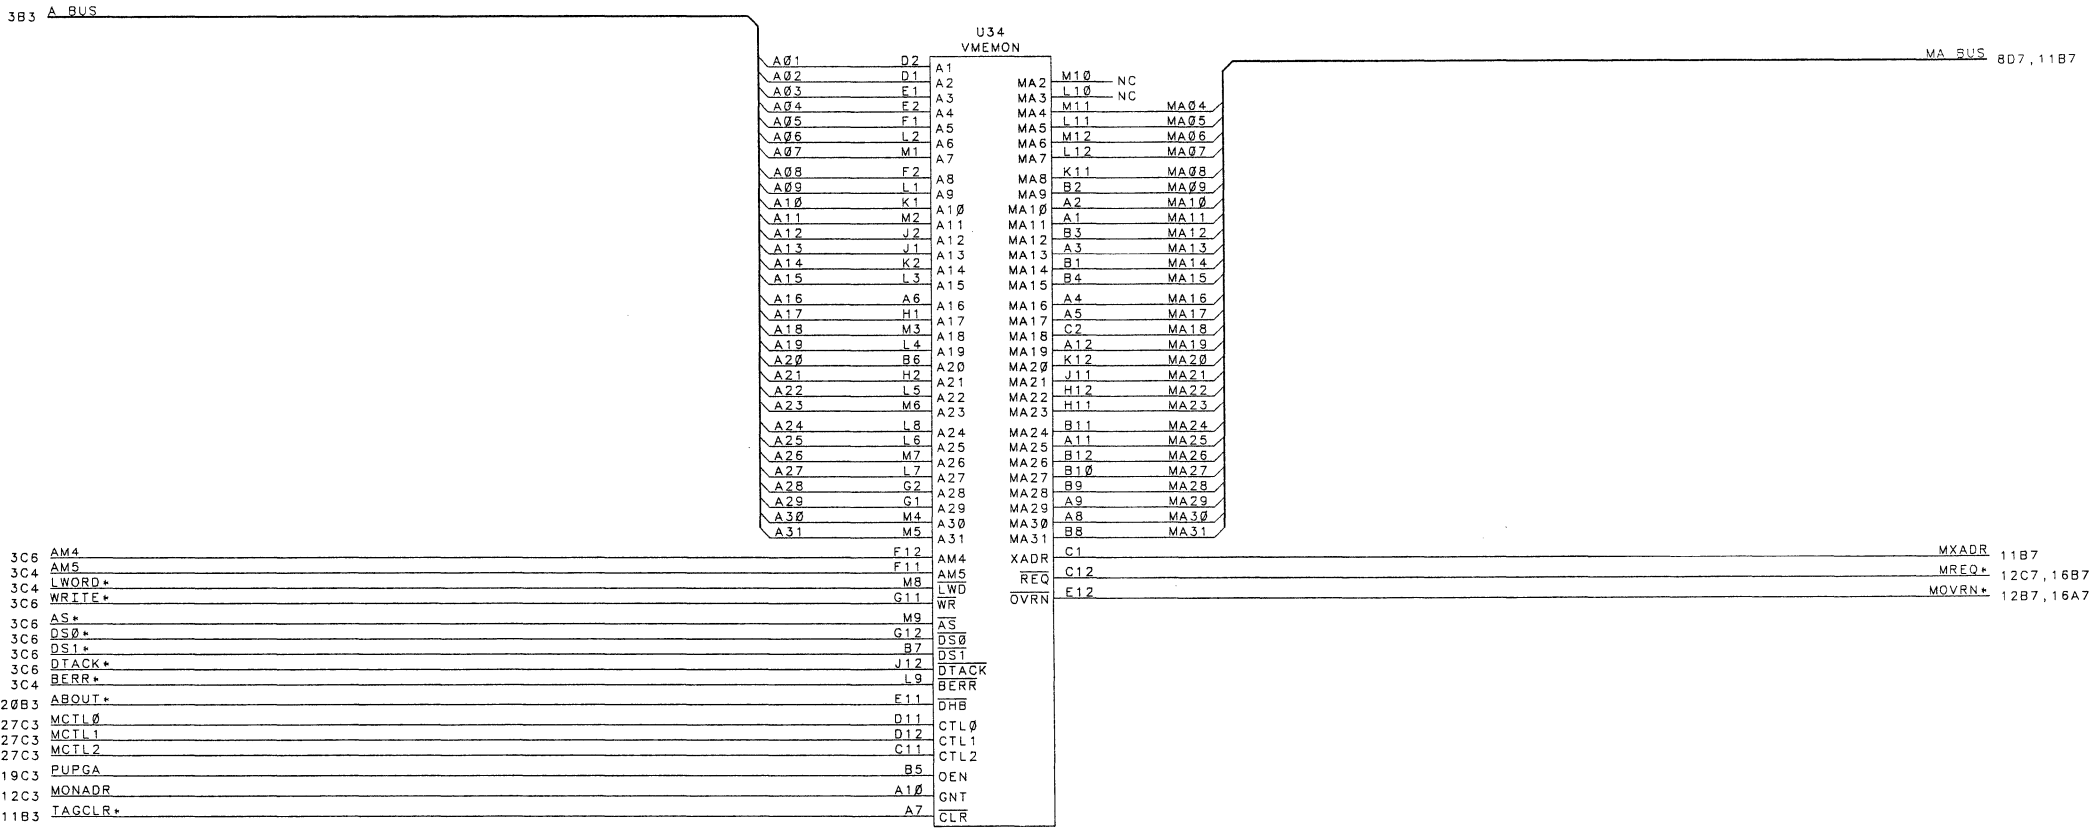 3B3 A BUS
U34
VMEMON
MA BUS 8D7,11B7
AØ1 D2 A1
AØ2 D1 A2 MA2 M1Ø NC
AØ3 E1 A3 MA3 L1Ø NC
AØ4 E2 A4 MA4 M11 MAØ4
AØ5 F1 A5 MA5 L11 MAØ5
AØ6 L2 A6 MA6 M12 MAØ6
AØ7 M1 A7 MA7 L12 MAØ7
AØ8 F2 A8 MA8 K11 MAØ8
AØ9 L1 A9 MA9 B2 MAØ9
A1Ø K1 A1Ø MA1Ø A2 MA1Ø
A11 M2 A11 MA11 A1 MA11
A12 J2 A12 MA12 B3 MA12
A13 J1 A13 MA13 A3 MA13
A14 K2 A14 MA14 B1 MA14
A15 L3 A15 MA15 B4 MA15
A16 A6 A16 MA16 A4 MA16
A17 H1 A17 MA17 A5 MA17
A18 M3 A18 MA18 C2 MA18
A19 L4 A19 MA19 A12 MA19
A2Ø B6 A2Ø MA2Ø K12 MA2Ø
A21 H2 A21 MA21 J11 MA21
A22 L5 A22 MA22 H12 MA22
A23 M6 A23 MA23 H11 MA23
A24 L8 A24 MA24 B11 MA24
A25 L6 A25 MA25 A11 MA25
A26 M7 A26 MA26 B12 MA26
A27 L7 A27 MA27 B1Ø MA27
A28 G2 A28 MA28 B9 MA28
A29 G1 A29 MA29 A9 MA29
A3Ø M4 A3Ø MA3Ø A8 MA3Ø
A31 M5 A31 MA31 B8 MA31
3C6 AM4 F12 AM4 XADR C1 MXADR 11B7
3C4 AM5 F11 AM5 REQ C12 MREQ* 12C7,16B7
3C4 LWORD* M8 LWD OVRN E12 MOVRN* 12B7,16A7
3C6 WRITE* G11 WR
3C6 AS* M9 AS
3C6 DSØ* G12 DSØ
3C6 DS1* B7 DS1
3C6 DTACK* J12 DTACK
3C4 BERR* L9 BERR
2ØB3 ABOUT* E11 DHB
27C3 MCTLØ D11 CTLØ
27C3 MCTL1 D12 CTL1
27C3 MCTL2 C11 CTL2
19C3 PUPGA B5 OEN
12C3 MONADR A1Ø GNT
11B3 TAGCLR* A7 CLR